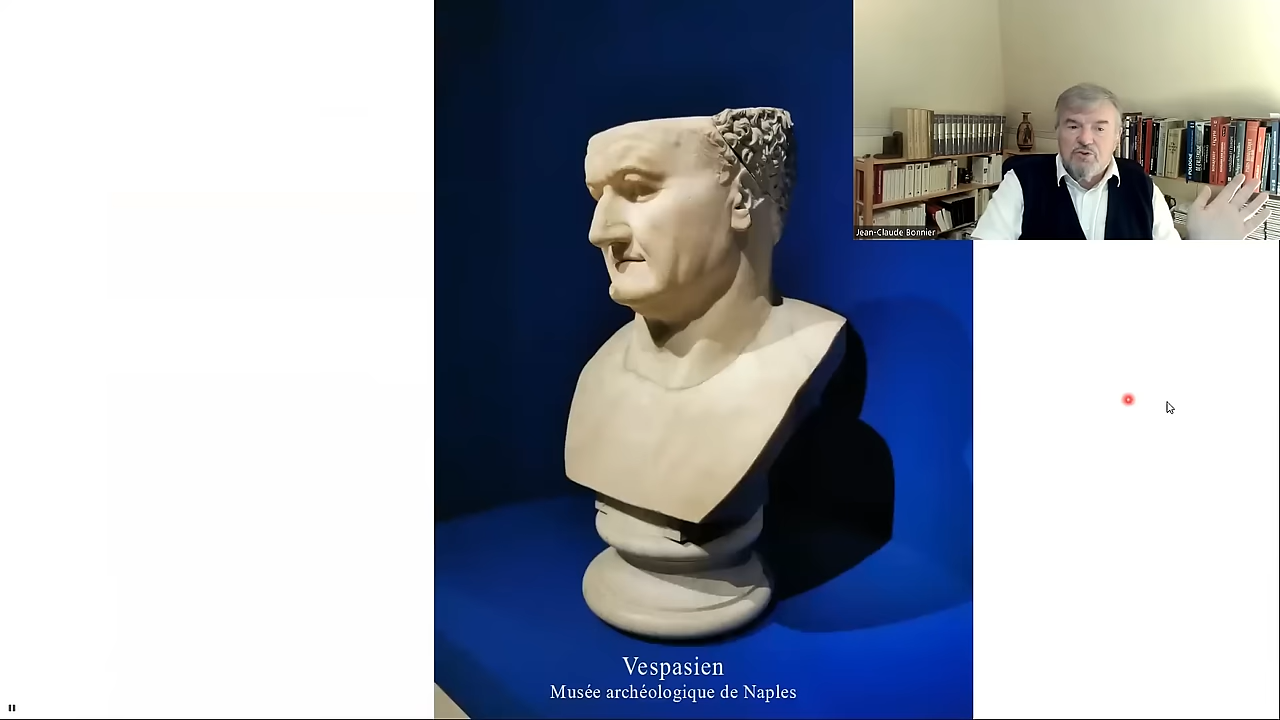 Jean-Claude Bonnier
Vespasien
Musée archéologique de Naples